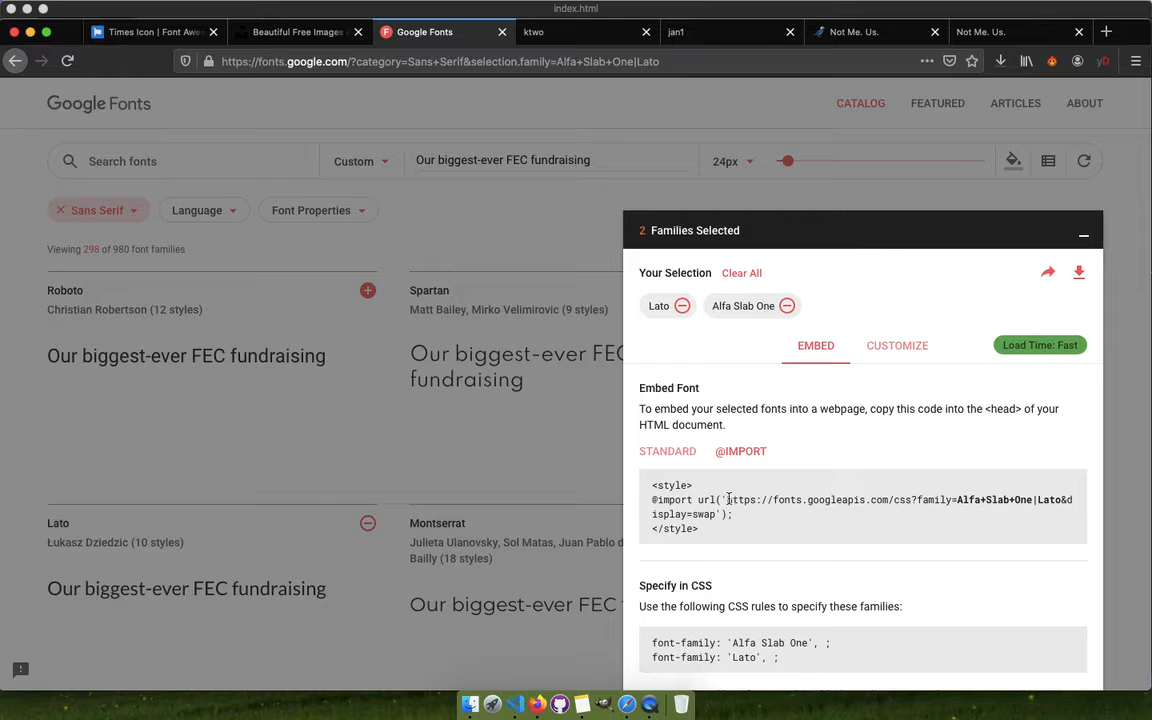 index.html
Times Icon | Font Awe
Beautiful Free Images &
Google Fonts
ktwo
jan1
Not Me. Us.
Not Me. Us.
https://fonts.google.com/?category=Sans+Serif&selection.family=Alfa+Slab+One|Lato
yD
Google Fonts
CATALOG
FEATURED
ARTICLES
ABOUT
Search fonts
Custom
Our biggest-ever FEC fundraising
24px
Sans Serif
Language
Font Properties
Viewing 298 of 980 font families
Roboto
Christian Robertson (12 styles)
Our biggest-ever FEC fundraising
Spartan
Matt Bailey, Mirko Velimirovic (9 styles)
Our biggest-ever FEC
fundraising
Lato
Łukasz Dziedzic (10 styles)
Our biggest-ever FEC fundraising
Montserrat
Julieta Ulanovsky, Sol Matas, Juan Pablo d
Bailly (18 styles)
Our biggest-ever FEC
2 Families Selected
Your Selection
Clear All
Lato
Alfa Slab One
EMBED
CUSTOMIZE
Load Time: Fast
Embed Font
To embed your selected fonts into a webpage, copy this code into the <head> of your
HTML document.
STANDARD
@IMPORT
<style>
@import url('https://fonts.googleapis.com/css?family=Alfa+Slab+One|Lato&d
isplay=swap');
</style>
Specify in CSS
Use the following CSS rules to specify these families:
font-family: 'Alfa Slab One', ;
font-family: 'Lato', ;